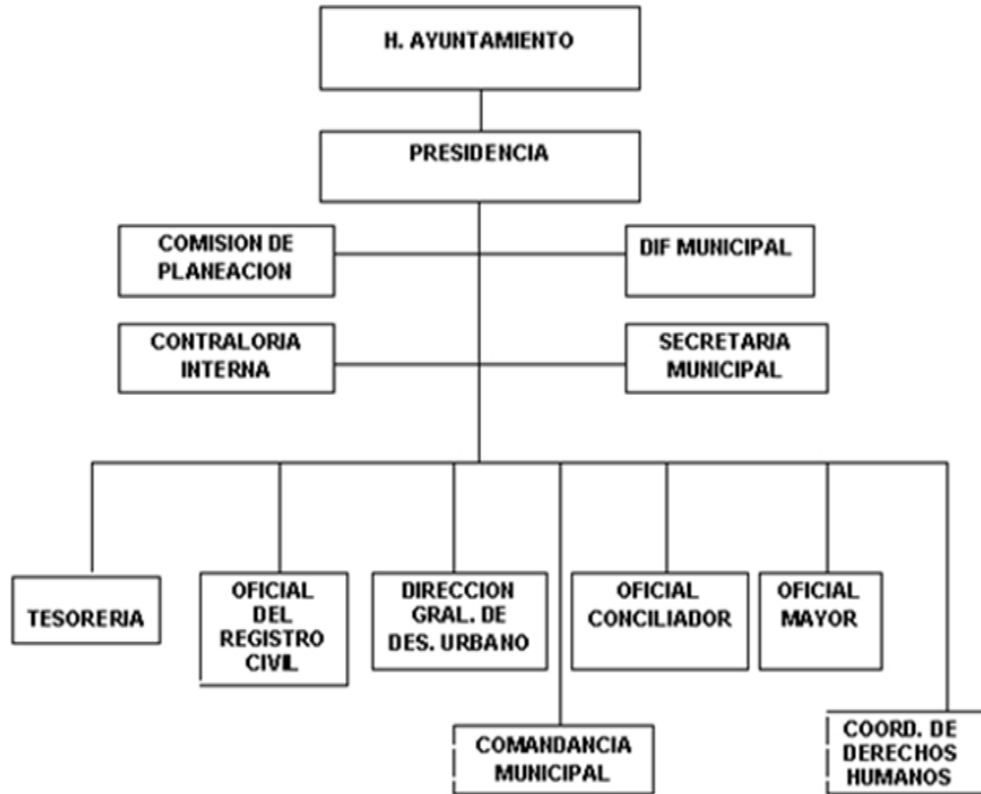 H. AYUNTAMIENTO
PRESIDENCIA
COMISION DE
PLANEACION
DIF MUNICIPAL
CONTRALORIA
INTERNA
SECRETARIA
MUNICIPAL
TESORERIA
OFICIAL
DEL
REGISTRO
CIVIL
DIRECCION
GRAL. DE
DES. URBANO
OFICIAL
CONCILIADOR
OFICIAL
MAYOR
COMANDANCIA
MUNICIPAL
COORD. DE
DERECHOS
HUMANOS